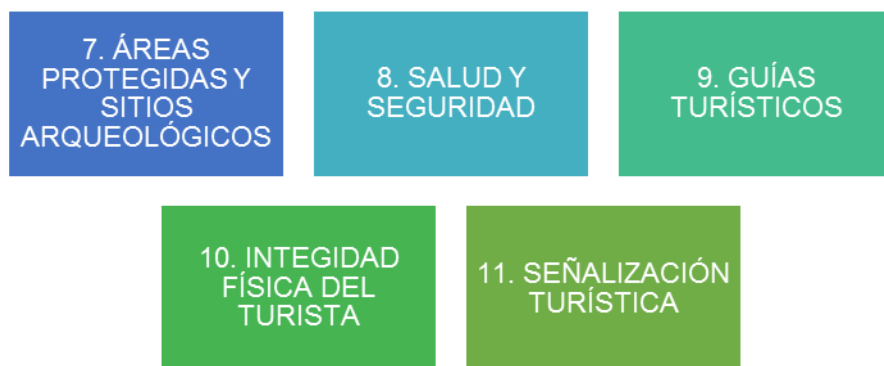 7. ÁREAS
PROTEGIDAS Y
SITIOS
ARQUEOLÓGICOS
8. SALUD Y
SEGURIDAD
9. GUÍAS
TURÍSTICOS
10. INTEGIDAD
FÍSICA DEL
TURISTA
11. SEÑALIZACIÓN
TURÍSTICA